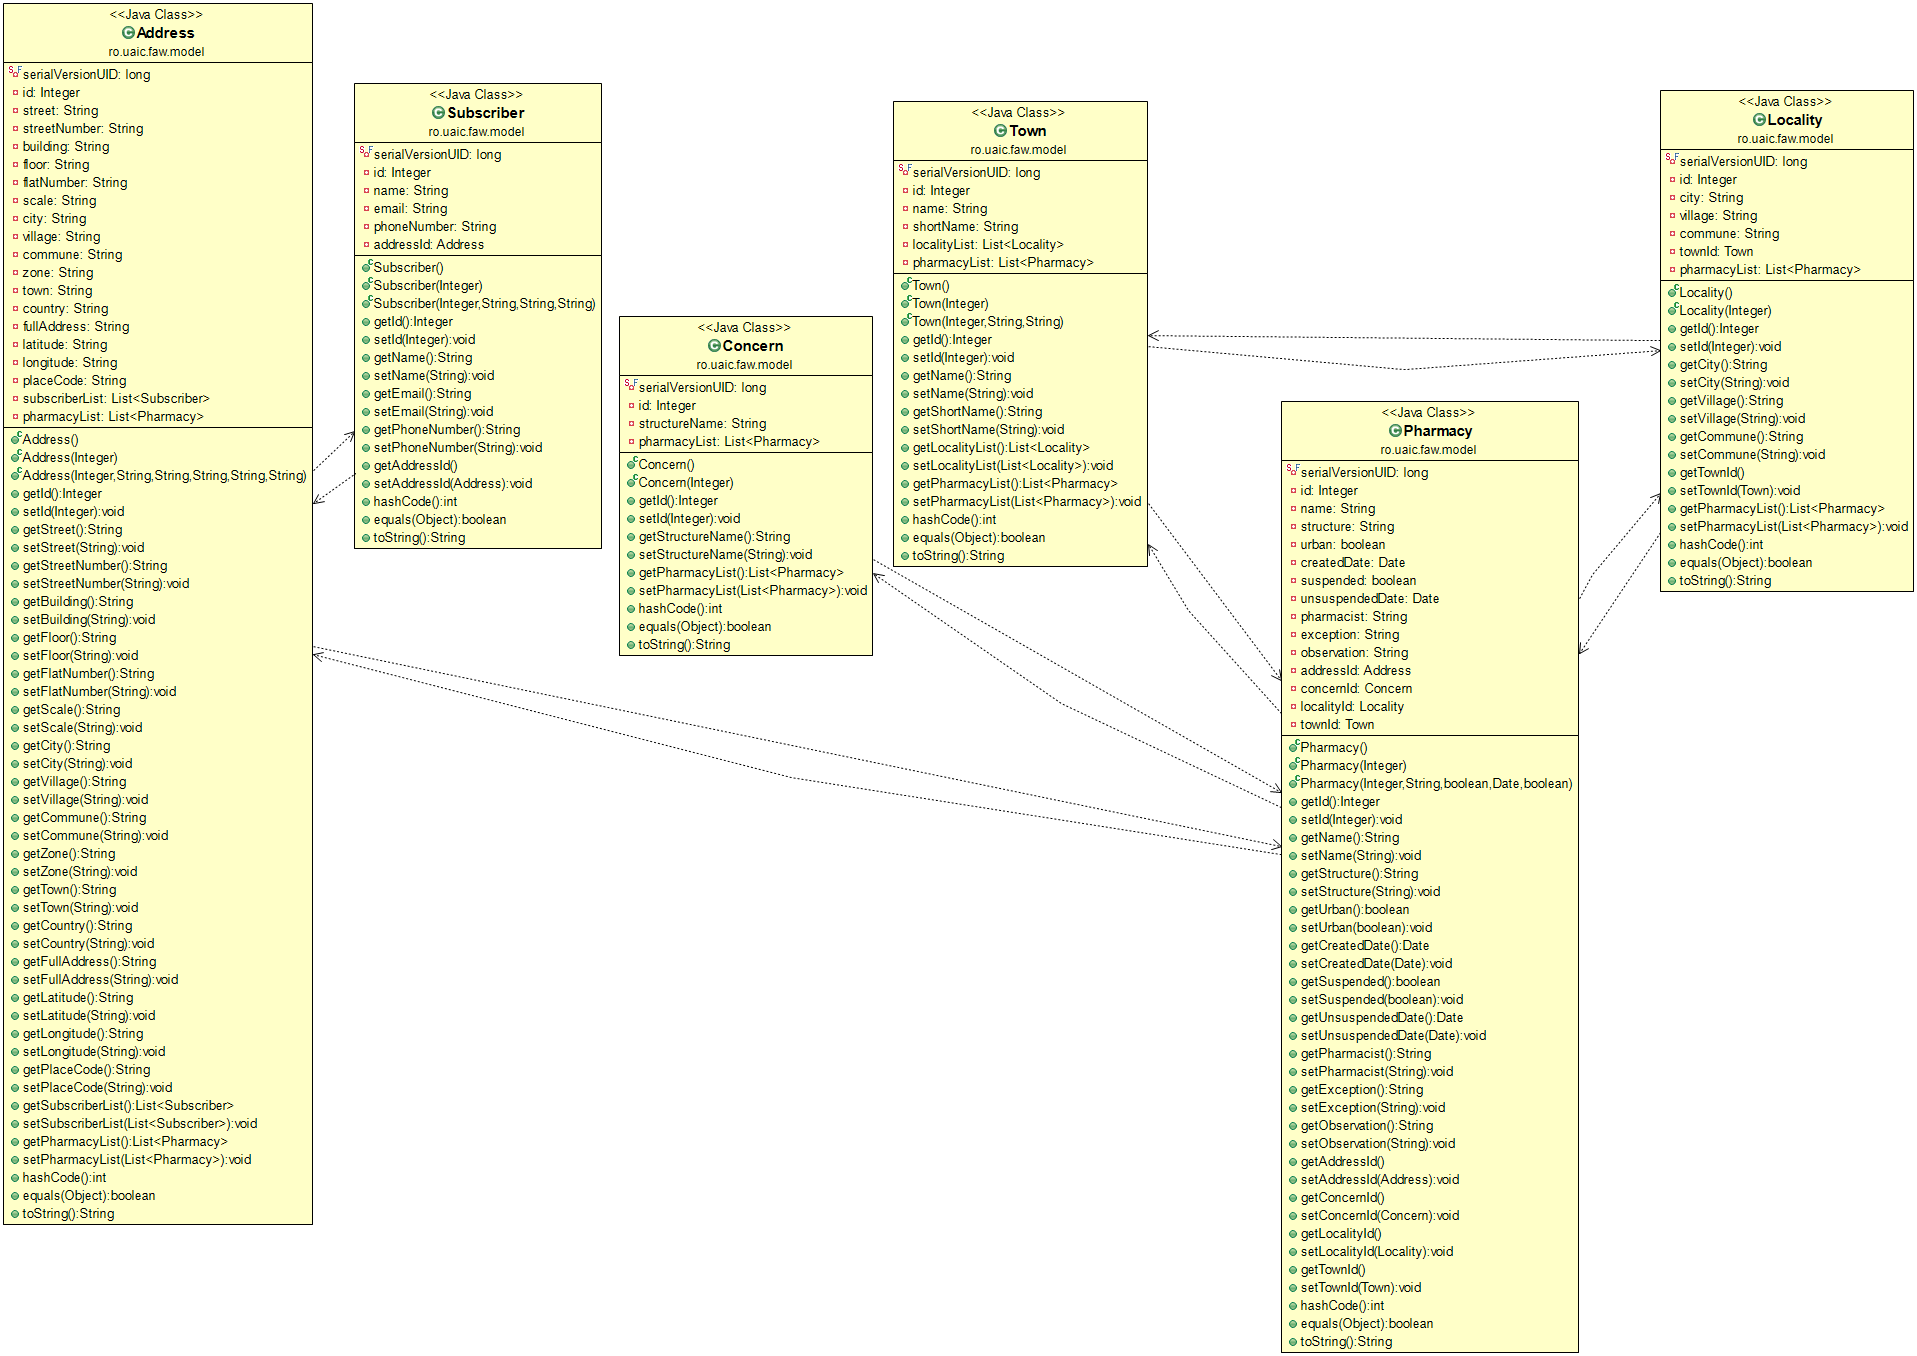 <<Java Class>>
Address
ro.uaic.faw.model
serialVersionUID: long
id: Integer
street: String
streetNumber: String
building: String
floor: String
flatNumber: String
scale: String
city: String
village: String
commune: String
zone: String
town: String
country: String
fullAddress: String
latitude: String
longitude: String
placeCode: String
subscriberList: List<Subscriber>
pharmacyList: List<Pharmacy>
Address()
Address(Integer)
Address(Integer,String,String,String,String,String)
getId():Integer
setId(Integer):void
getStreet():String
setStreet(String):void
getStreetNumber():String
setStreetNumber(String):void
getBuilding():String
setBuilding(String):void
getFloor():String
setFloor(String):void
getFlatNumber():String
setFlatNumber(String):void
getScale():String
setScale(String):void
getCity():String
setCity(String):void
getVillage():String
setVillage(String):void
getCommune():String
setCommune(String):void
getZone():String
setZone(String):void
getTown():String
setTown(String):void
getCountry():String
setCountry(String):void
getFullAddress():String
setFullAddress(String):void
getLatitude():String
setLatitude(String):void
getLongitude():String
setLongitude(String):void
getPlaceCode():String
setPlaceCode(String):void
getSubscriberList():List<Subscriber>
setSubscriberList(List<Subscriber>):void
getPharmacyList():List<Pharmacy>
setPharmacyList(List<Pharmacy>):void
hashCode():int
equals(Object):boolean
toString():String
<<Java Class>>
Subscriber
ro.uaic.faw.model
serialVersionUID: long
id: Integer
name: String
email: String
phoneNumber: String
addressId: Address
Subscriber()
Subscriber(Integer)
Subscriber(Integer,String,String,String)
getId():Integer
setId(Integer):void
getName():String
setName(String):void
getEmail():String
setEmail(String):void
getPhoneNumber():String
setPhoneNumber(String):void
getAddressId()
setAddressId(Address):void
hashCode():int
equals(Object):boolean
toString():String
<<Java Class>>
Concern
ro.uaic.faw.model
serialVersionUID: long
id: Integer
structureName: String
pharmacyList: List<Pharmacy>
Concern()
Concern(Integer)
getId():Integer
setId(Integer):void
getStructureName():String
setStructureName(String):void
getPharmacyList():List<Pharmacy>
setPharmacyList(List<Pharmacy>):void
hashCode():int
equals(Object):boolean
toString():String
<<Java Class>>
Town
ro.uaic.faw.model
serialVersionUID: long
id: Integer
name: String
shortName: String
localityList: List<Locality>
pharmacyList: List<Pharmacy>
Town()
Town(Integer)
Town(Integer,String,String)
getId():Integer
setId(Integer):void
getName():String
setName(String):void
getShortName():String
setShortName(String):void
getLocalityList():List<Locality>
setLocalityList(List<Locality>):void
getPharmacyList():List<Pharmacy>
setPharmacyList(List<Pharmacy>):void
hashCode():int
equals(Object):boolean
toString():String
<<Java Class>>
Pharmacy
ro.uaic.faw.model
serialVersionUID: long
id: Integer
name: String
structure: String
urban: boolean
createdDate: Date
suspended: boolean
unsuspendedDate: Date
pharmacist: String
exception: String
observation: String
addressId: Address
concernId: Concern
localityId: Locality
townId: Town
Pharmacy()
Pharmacy(Integer)
Pharmacy(Integer,String,boolean,Date,boolean)
getId():Integer
setId(Integer):void
getName():String
setName(String):void
getStructure():String
setStructure(String):void
getUrban():boolean
setUrban(boolean):void
getCreatedDate():Date
setCreatedDate(Date):void
getSuspended():boolean
setSuspended(boolean):void
getUnsuspendedDate():Date
setUnsuspendedDate(Date):void
getPharmacist():String
setPharmacist(String):void
getException():String
setException(String):void
getObservation():String
setObservation(String):void
getAddressId()
setAddressId(Address):void
getConcernId()
setConcernId(Concern):void
getLocalityId()
setLocalityId(Locality):void
getTownId()
setTownId(Town):void
hashCode():int
equals(Object):boolean
toString():String
<<Java Class>>
Locality
ro.uaic.faw.model
serialVersionUID: long
id: Integer
city: String
village: String
commune: String
townId: Town
pharmacyList: List<Pharmacy>
Locality()
Locality(Integer)
getId():Integer
setId(Integer):void
getCity():String
setCity(String):void
getVillage():String
setVillage(String):void
getCommune():String
setCommune(String):void
getTownId()
setTownId(Town):void
getPharmacyList():List<Pharmacy>
setPharmacyList(List<Pharmacy>):void
hashCode():int
equals(Object):boolean
toString():String